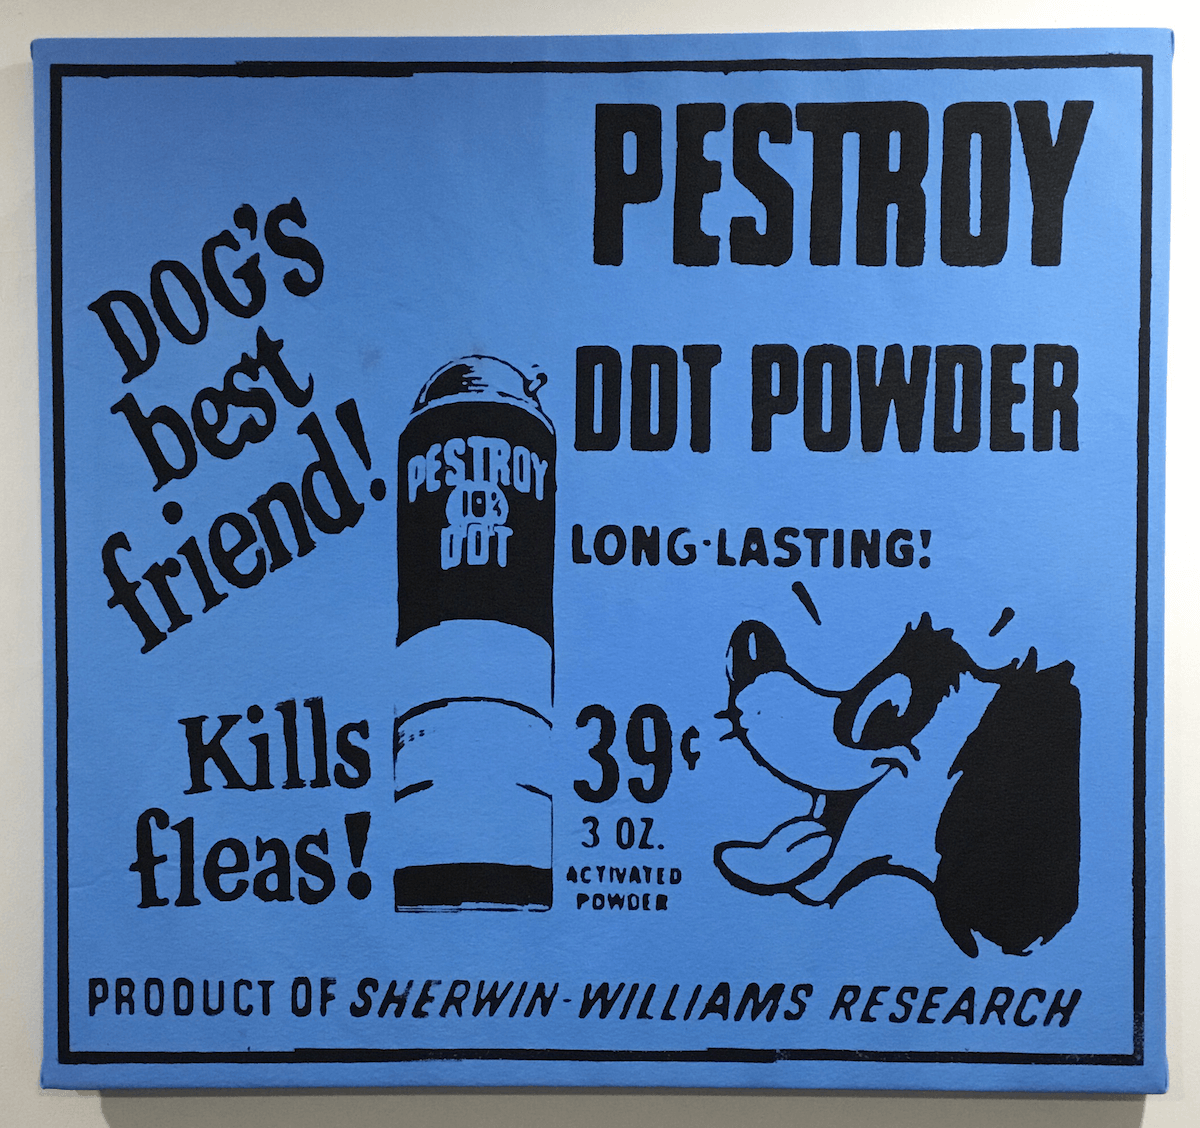 PESTROY
DOG'S
best
friend!
DDT POWDER
PESTROY
10%
DDT
LONG-LASTING!
Kills
fleas!
39¢
3 OZ.
ACTIVATED
POWDER
PRODUCT OF SHERWIN-WILLIAMS RESEARCH